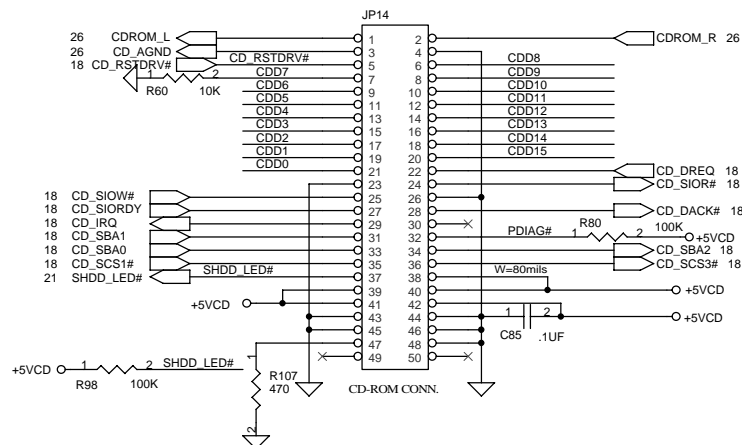 JP14
26 CDROM_L 1 2 CDROM_R 26
26 CD_AGND 3 4
18 CD_RSTDRV# CD_RSTDRV# 5 6 CDD8
1 2 CDD7 7 8 CDD9
R60 10K CDD6 9 10 CDD10
CDD5 11 12 CDD11
CDD4 13 14 CDD12
CDD3 15 16 CDD13
CDD2 17 18 CDD14
CDD1 19 20 CDD15
CDD0 21 22 CD_DREQ 18
23 24 CD_SIOR# 18
18 CD_SIOW# 25 26
18 CD_SIORDY 27 28 CD_DACK# 18
18 CD_IRQ 29 30 R80 100K
18 CD_SBA1 31 32 PDIAG# 1 2 +5VCD
18 CD_SBA0 33 34 CD_SBA2 18
18 CD_SCS1# 35 36 CD_SCS3# 18
21 SHDD_LED# SHDD_LED# 37 38 W=80mils
39 40 +5VCD
+5VCD 41 42
43 44 1 2 +5VCD
45 46 C85 .1UF
47 48
49 50
+5VCD 1 2 SHDD_LED# 1
R98 100K R107
470 CD-ROM CONN.
2